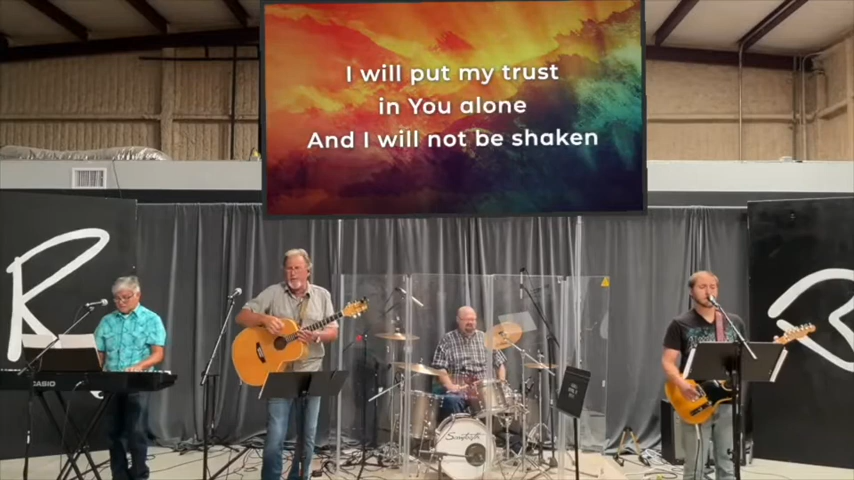 I will put my trust
in You alone
And I will not be shaken
R
R
CASIO